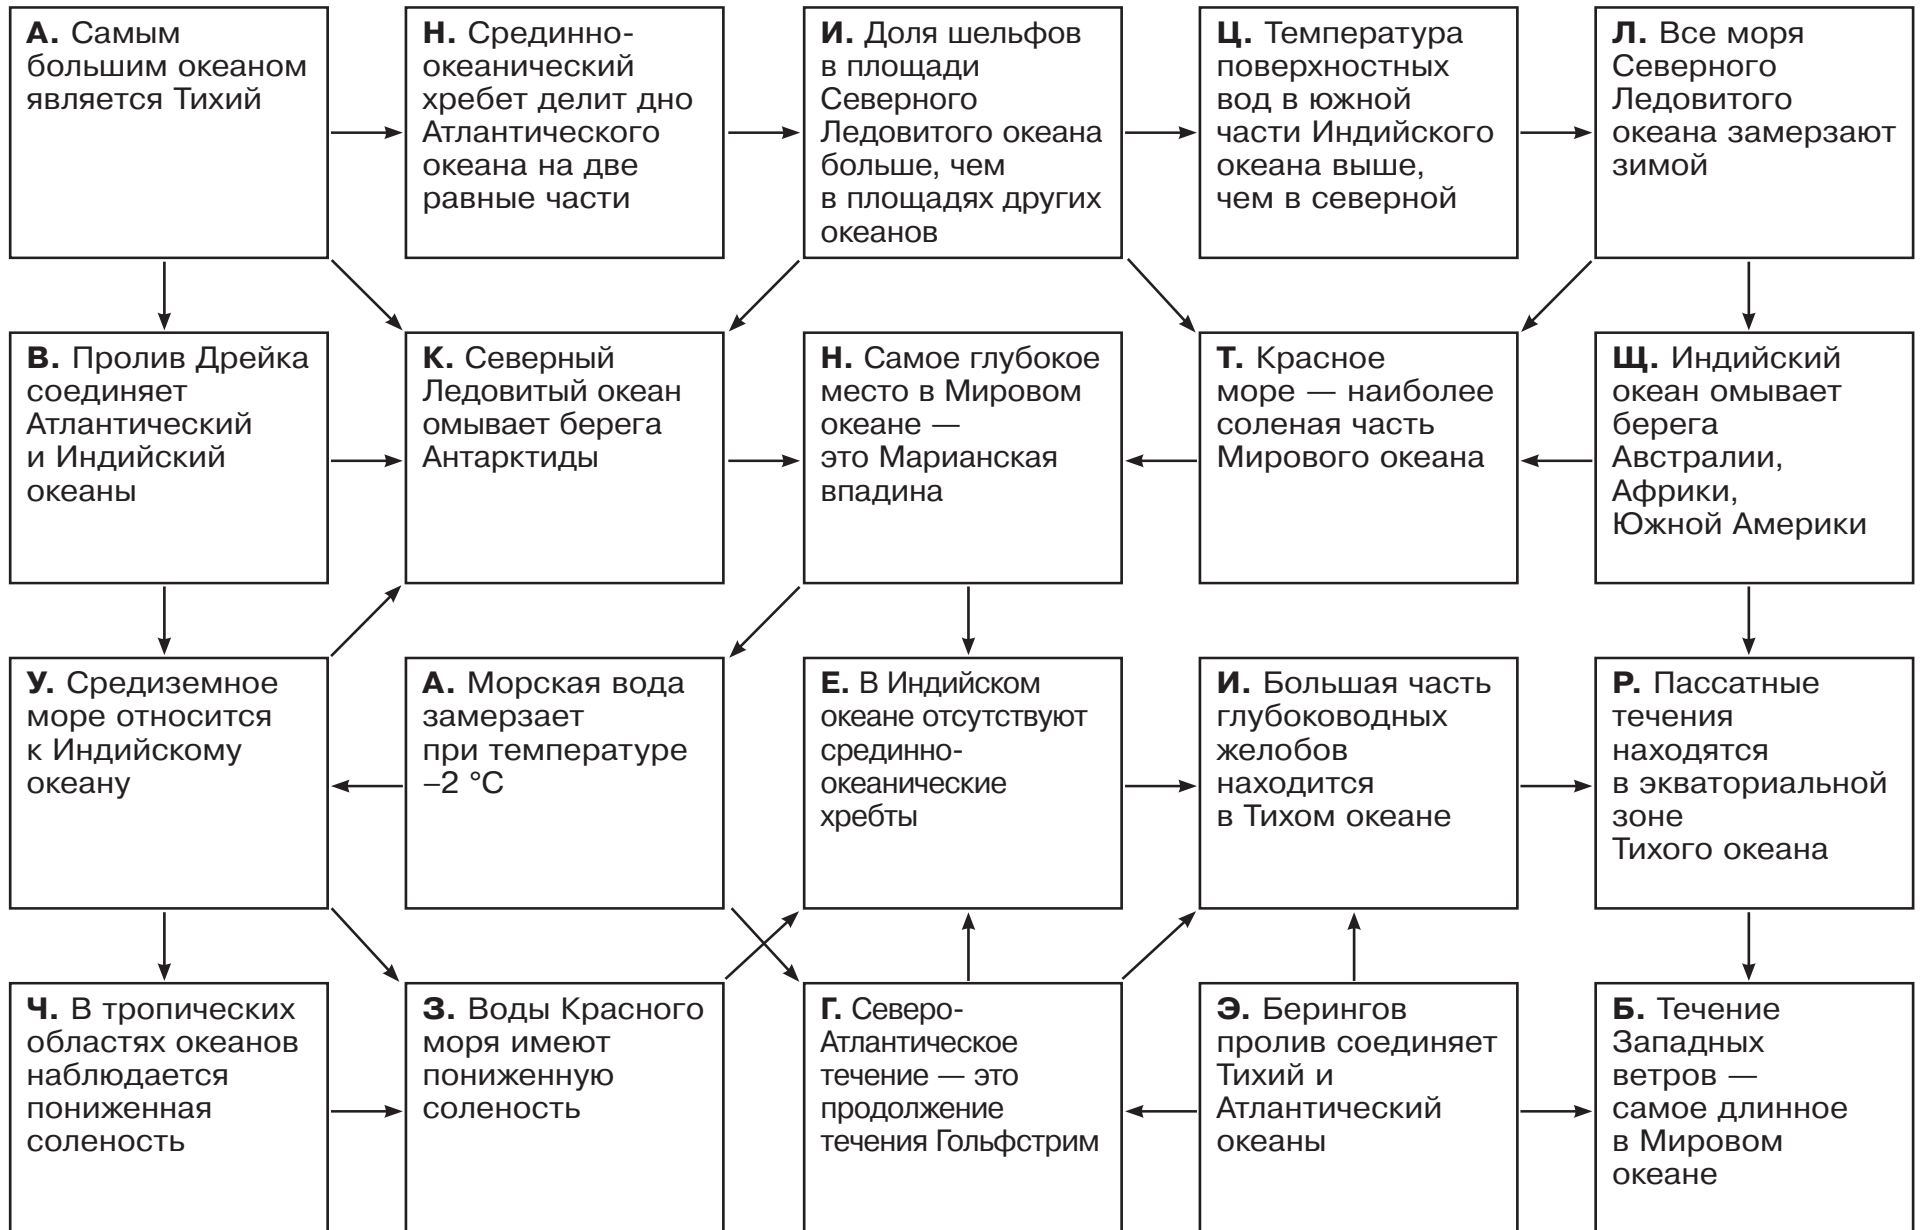 А. Самым
большим океаном
является Тихий
Н. Срединно-
океанический
хребет делит дно
Атлантического
океана на две
равные части
И. Доля шельфов
в площади
Северного
Ледовитого океана
больше, чем
в площадях других
океанов
Ц. Температура
поверхностных
вод в южной
части Индийского
океана выше,
чем в северной
Л. Все моря
Северного
Ледовитого
океана замерзают
зимой
В. Пролив Дрейка
соединяет
Атлантический
и Индийский
океаны
К. Северный
Ледовитый океан
омывает берега
Антарктиды
Н. Самое глубокое
место в Мировом
океане —
это Марианская
впадина
Т. Красное
море — наиболее
соленая часть
Мирового океана
Щ. Индийский
океан омывает
берега
Австралии,
Африки,
Южной Америки
У. Средиземное
море относится
к Индийскому
океану
А. Морская вода
замерзает
при температуре
–2 °С
Е. В Индийском
океане отсутствуют
срединно-
океанические
хребты
И. Большая часть
глубоководных
желобов
находится
в Тихом океане
Р. Пассатные
течения
находятся
в экваториальной
зоне
Тихого океана
Ч. В тропических
областях океанов
наблюдается
пониженная
соленость
З. Воды Красного
моря имеют
пониженную
соленость
Г. Северо-
Атлантическое
течение — это
продолжение
течения Гольфстрим
Э. Берингов
пролив соединяет
Тихий и
Атлантический
океаны
Б. Течение
Западных
ветров —
самое длинное
в Мировом
океане